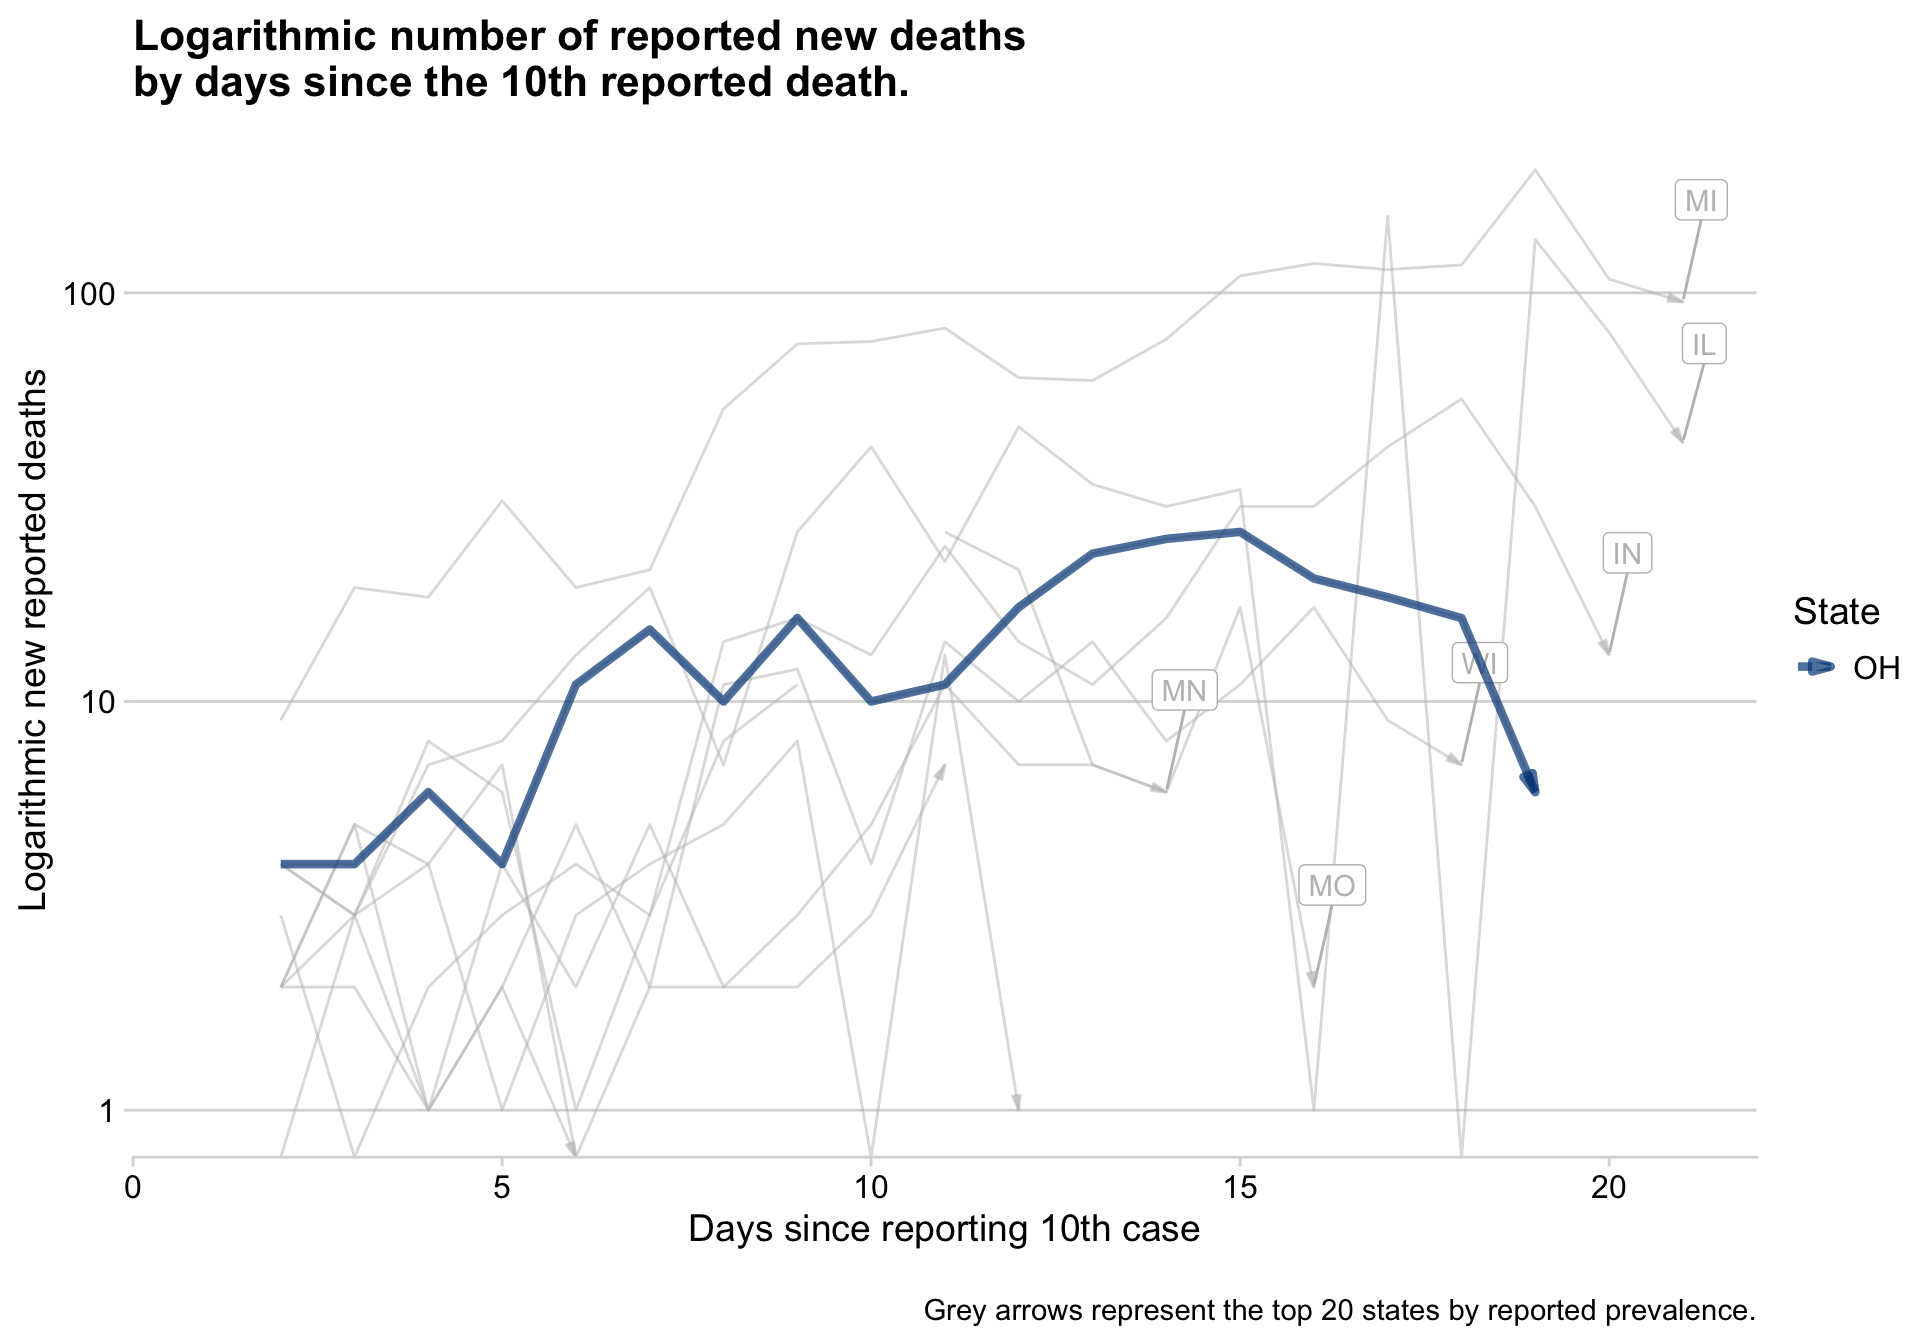 Logarithmic number of reported new deaths
by days since the 10th reported death.
Logarithmic new reported deaths
100
10
1
MI
IL
IN
WI
MN
MO
State
OH
0 5 10 15 20
Days since reporting 10th case
Grey arrows represent the top 20 states by reported prevalence.